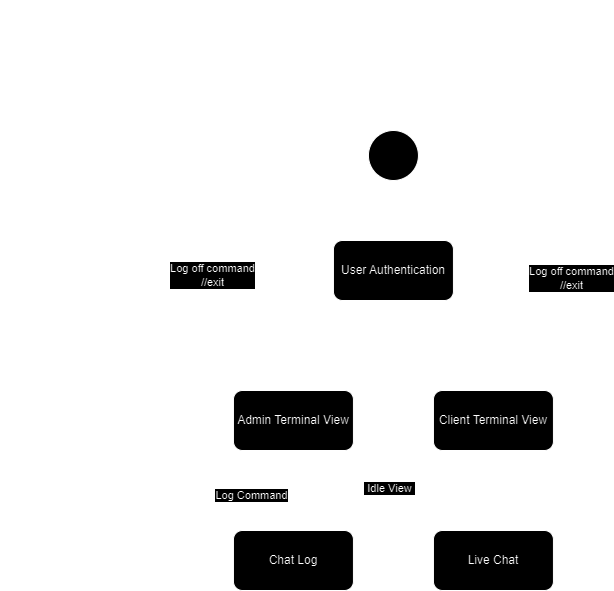 Log off command
//exit
User Authentication
Log off command
//exit
Admin Terminal View
Client Terminal View
Log Command
Idle View
Chat Log
Live Chat